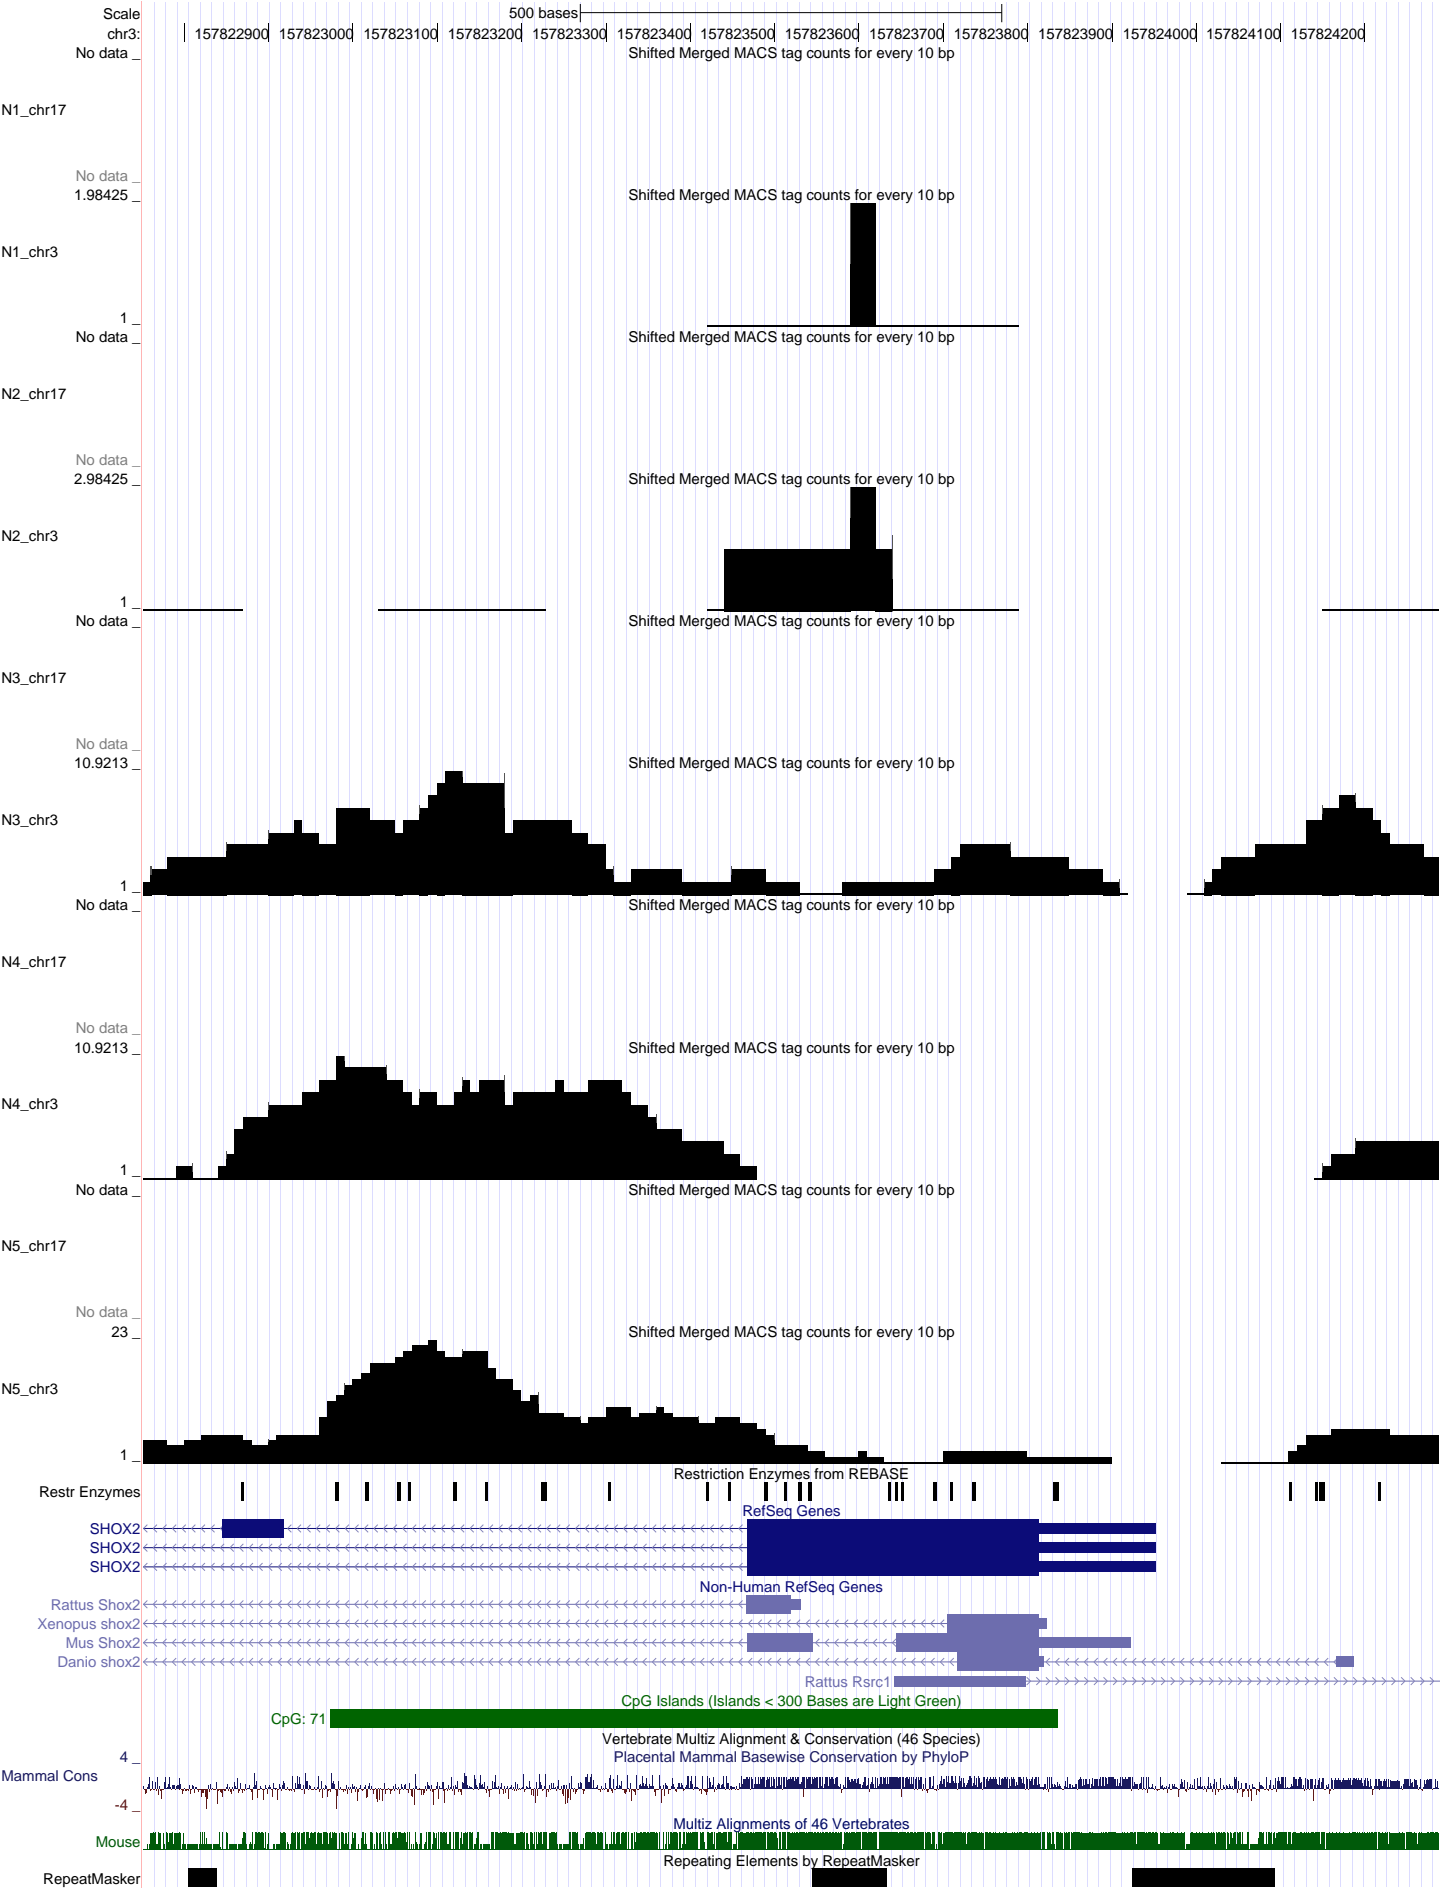 Scale 500 bases
chr3: 157822900 157823000 157823100 157823200 157823300 157823400 157823500 157823600 157823700 157823800 157823900 157824000 157824100 157824200
No data _ Shifted Merged MACS tag counts for every 10 bp
N1_chr17
No data _
1.98425 _ Shifted Merged MACS tag counts for every 10 bp
N1_chr3
1 _
No data _ Shifted Merged MACS tag counts for every 10 bp
N2_chr17
No data _
2.98425 _ Shifted Merged MACS tag counts for every 10 bp
N2_chr3
1 _
No data _ Shifted Merged MACS tag counts for every 10 bp
N3_chr17
No data _
10.9213 _ Shifted Merged MACS tag counts for every 10 bp
N3_chr3
1 _
No data _ Shifted Merged MACS tag counts for every 10 bp
N4_chr17
No data _
10.9213 _ Shifted Merged MACS tag counts for every 10 bp
N4_chr3
1 _
No data _ Shifted Merged MACS tag counts for every 10 bp
N5_chr17
No data _
23 _ Shifted Merged MACS tag counts for every 10 bp
N5_chr3
1 _
Restriction Enzymes from REBASE
Restr Enzymes
RefSeq Genes
SHOX2
SHOX2
SHOX2
Non-Human RefSeq Genes
Rattus Shox2
Xenopus shox2
Mus Shox2
Danio shox2
Rattus Rsrc1
CpG Islands (Islands < 300 Bases are Light Green)
CpG: 71
Vertebrate Multiz Alignment & Conservation (46 Species)
Placental Mammal Basewise Conservation by PhyloP
4 _
Mammal Cons
-4 _
Multiz Alignments of 46 Vertebrates
Mouse
Repeating Elements by RepeatMasker
RepeatMasker